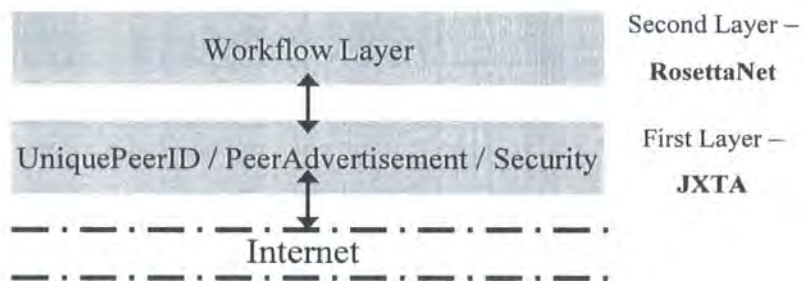 Workflow Layer
Second Layer –
RosettaNet
UniquePeerID / PeerAdvertisement / Security
First Layer –
JXTA
Internet